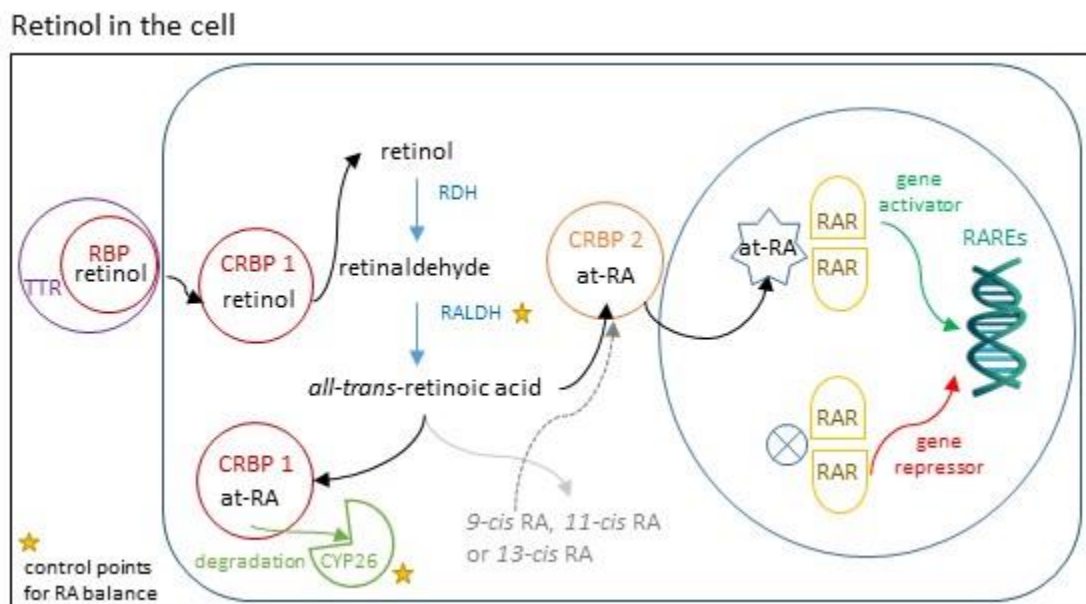 Retinol in the cell
TTR
RBP
retinol
CRBP 1
retinol
retinol
RDH
retinaldehyde
RALDH
all-trans-retinoic acid
CRBP 2
at-RA
CRBP 1
at-RA
degradation
CYP26
9-cis RA, 11-cis RA
or 13-cis RA
at-RA
RAR
RAR
gene
activator
RAREs
RAR
RAR
gene
repressor
control points
for RA balance